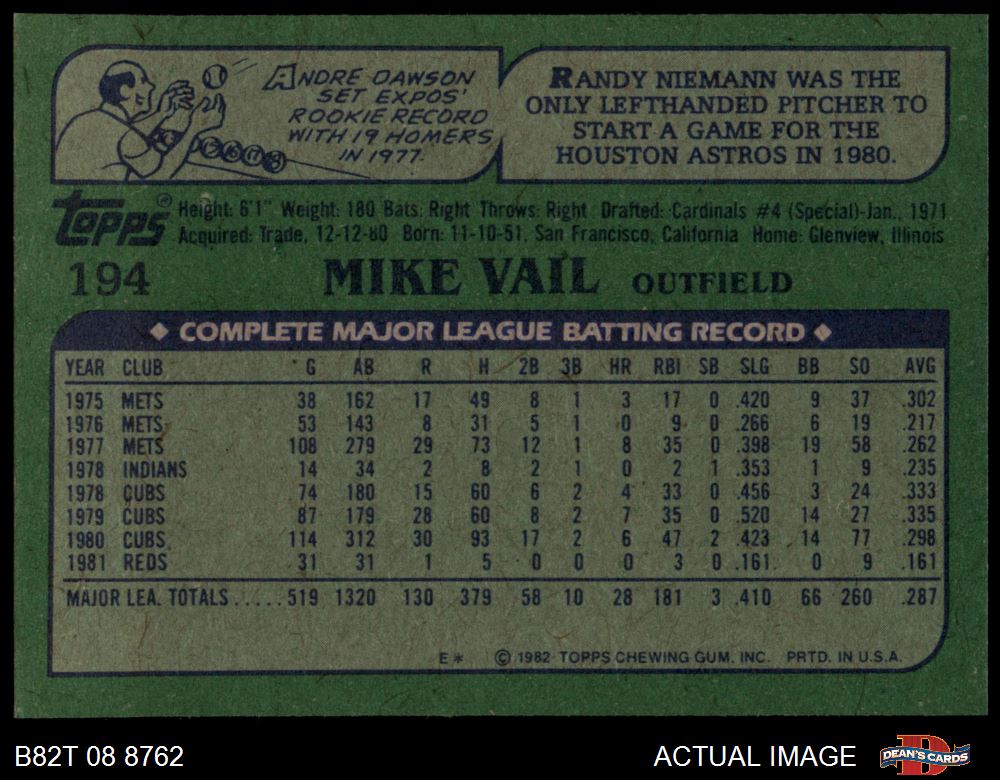 ANDRE DAWSON
SET EXPOS'
ROOKIE RECORD
WITH 19 HOMERS
IN 1977.
RANDY NIEMANN WAS THE
ONLY LEFTHANDED PITCHER TO
START A GAME FOR THE
HOUSTON ASTROS IN 1980.
topps® Height: 6'1" Weight: 180 Bats: Right Throws: Right Drafted: Cardinals #4 (Special)-Jan., 1971
Acquired: Trade, 12-12-80 Born: 11-10-51, San Francisco, California Home: Glenview, Illinois
194 MIKE VAIL OUTFIELD
◆ COMPLETE MAJOR LEAGUE BATTING RECORD ◆
YEAR CLUB G AB R H 2B 3B HR RBI SB SLG BB SO AVG
1975 METS 38 162 17 49 8 1 3 17 0 .420 9 37 .302
1976 METS 53 143 8 31 5 1 0 9 0 .266 6 19 .217
1977 METS 108 279 29 73 12 1 8 35 0 .398 19 58 .262
1978 INDIANS 14 34 2 8 2 1 0 2 1 .353 1 9 .235
1978 CUBS 74 180 15 60 6 2 4 33 0 .456 3 24 .333
1979 CUBS 87 179 28 60 8 2 7 35 0 .520 14 27 .335
1980 CUBS 114 312 30 93 17 2 6 47 2 .423 14 77 .298
1981 REDS 31 31 1 5 0 0 0 3 0 .161 0 9 .161
MAJOR LEA. TOTALS.....519 1320 130 379 58 10 28 181 3 .410 66 260 .287
E* © 1982 TOPPS CHEWING GUM, INC. PRTD. IN U.S.A.
B82T 08 8762 ACTUAL IMAGE DEAN'S CARDS